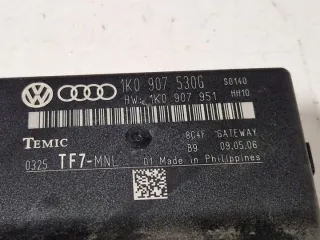 1K0 907 530G S0140
HW: 1K0 907 951 HH10
TEMIC GATEWAY
B9 09.05.06
0325 TF7-MNL 01 Made in Philippines